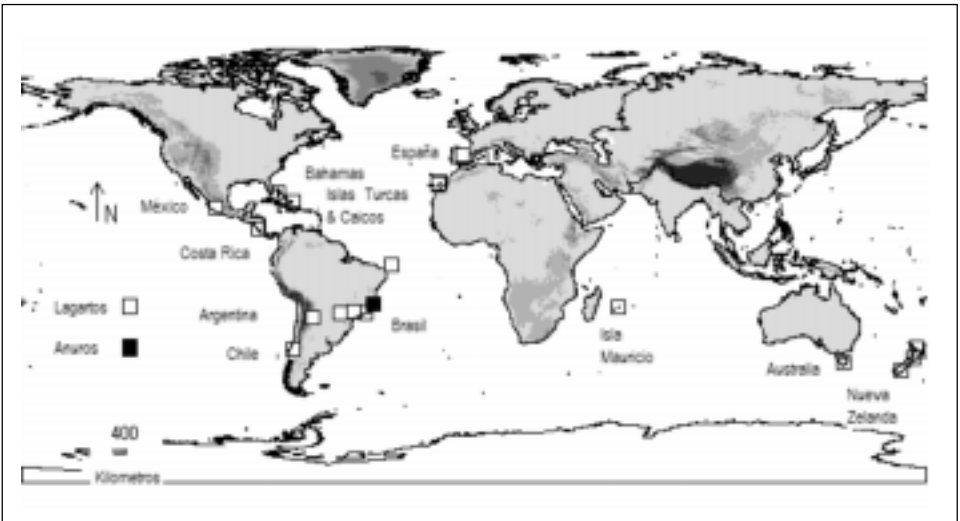 España
Bahamas
Islas Turcas
& Caicos
N
México
Costa Rica
Lagartos
Argentina
Brasil
Isla
Mauricio
Anuros
Chile
Australia
Nueva
Zelanda
400
Kilometros